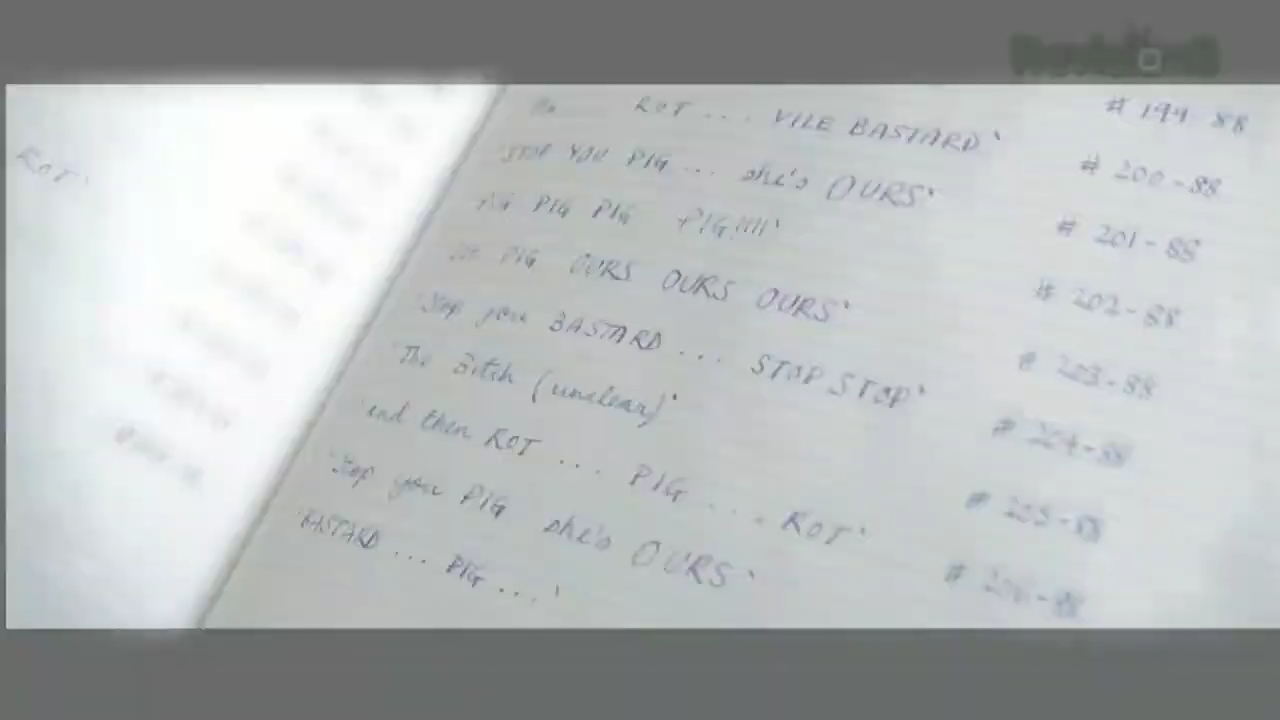 ROT'
ROT .... VILE BASTARD' # 199-88
STOP YOU PIG ... she's OURS' # 200-88
PIG PIG PIG!!!!' # 201-88
PIG OURS OURS OURS' # 202-88
'Stop you BASTARD ... STOP STOP' # 203-88
'The Bitch (unclear)' # 204-88
'and then ROT ... PIG .... ROT' # 205-88
'Stop you PIG she's OURS' # 206-88
'BASTARD ... PIG ....'